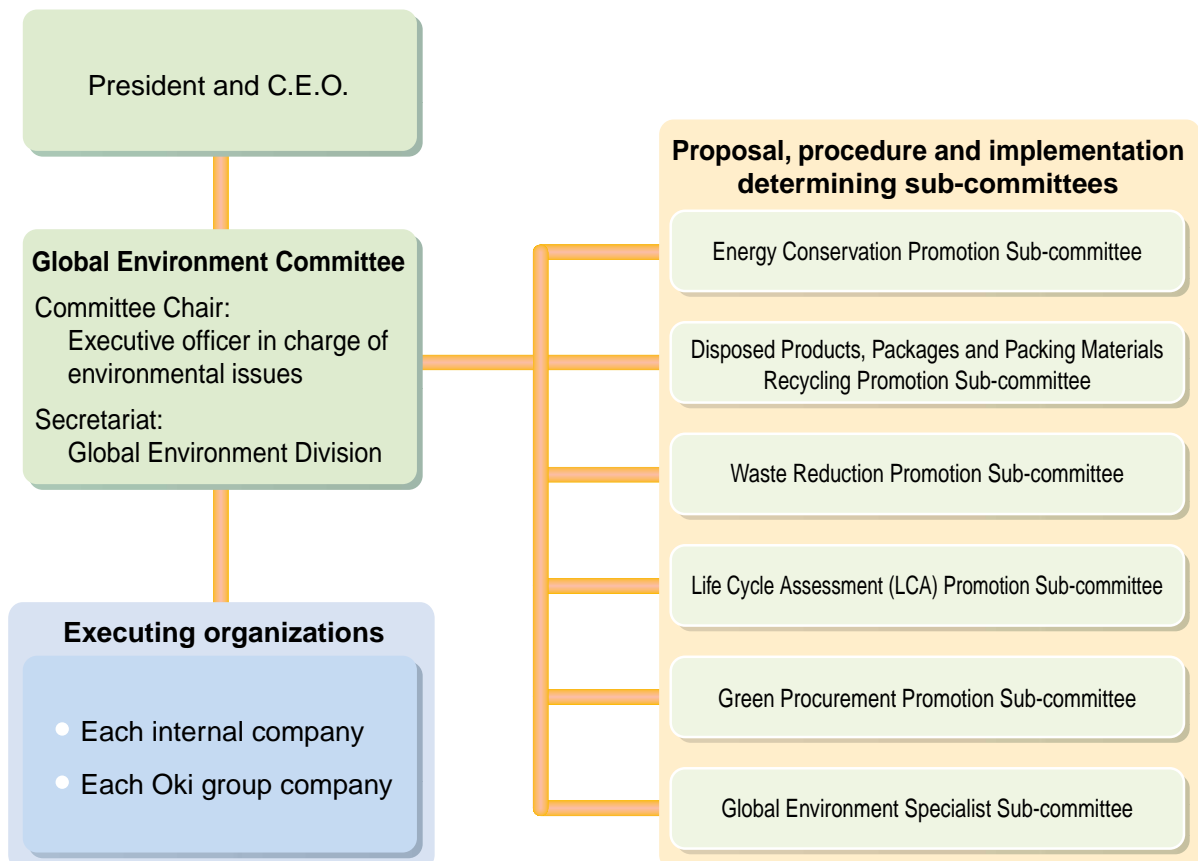 President and C.E.O.
Global Environment Committee
Committee Chair:
Executive officer in charge of
environmental issues
Secretariat:
Global Environment Division
Executing organizations
Each internal company
Each Oki group company
Proposal, procedure and implementation
determining sub-committees
Energy Conservation Promotion Sub-committee
Disposed Products, Packages and Packing Materials
Recycling Promotion Sub-committee
Waste Reduction Promotion Sub-committee
Life Cycle Assessment (LCA) Promotion Sub-committee
Green Procurement Promotion Sub-committee
Global Environment Specialist Sub-committee